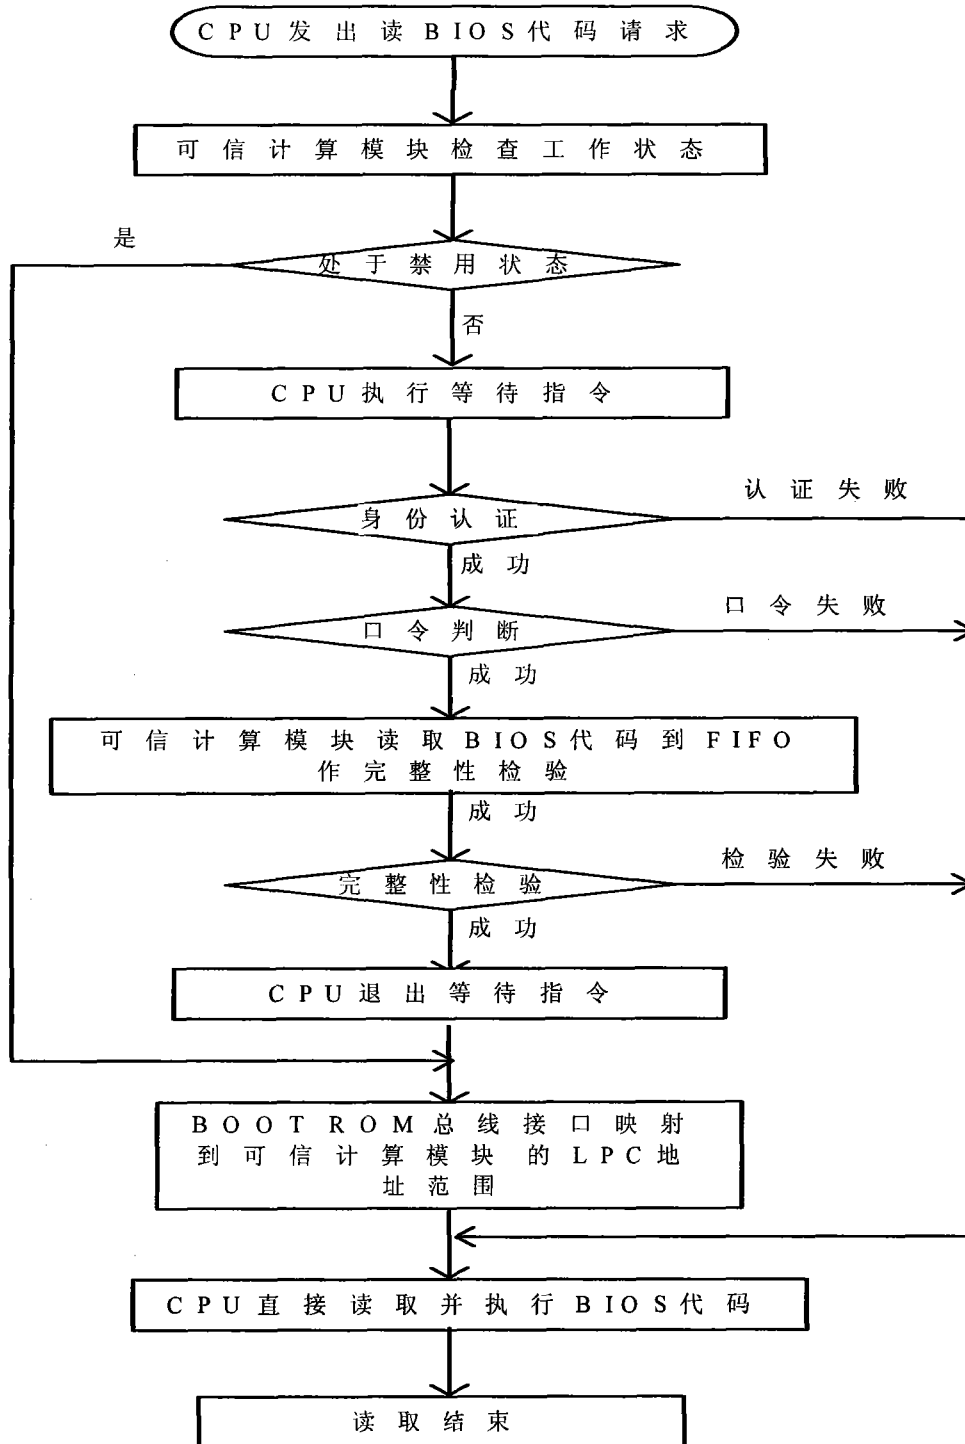 CPU发出读BIOS代码请求
可信计算模块检查工作状态
是
处于禁用状态
否
CPU执行等待指令
认证失败
身份认证
成功
口令失败
口令判断
成功
可信计算模块读取BIOS代码到FIFO
作完整性检验
成功
检验失败
完整性检验
成功
CPU退出等待指令
BOOT ROM总线接口映射
到可信计算模块的LPC地
址范围
CPU直接读取并执行BIOS代码
读取结束